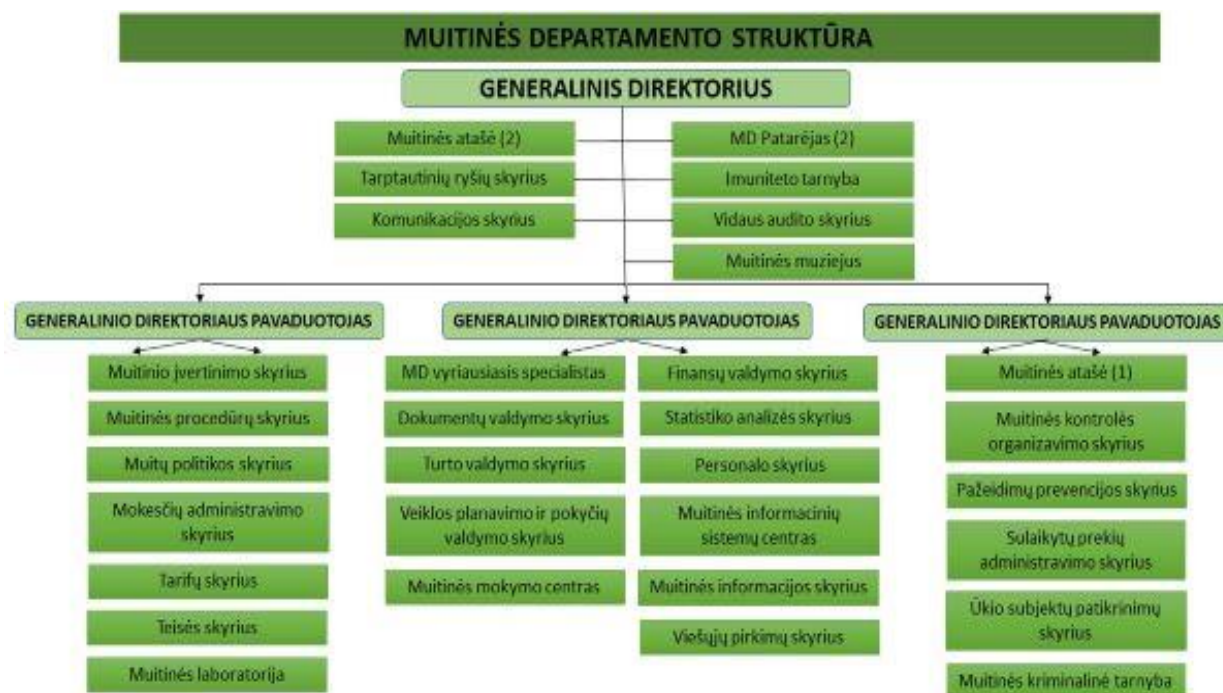 MUITINĖS DEPARTAMENTO STRUKTŪRA
GENERALINIS DIREKTORIUS
Muitinės atašė (2)
MD Patarėjas (2)
Tarptautinių ryšių skyrius
Imuniteto tarnyba
Komunikacijos skyrius
Vidaus audito skyrius
Muitinės muziejus
GENERALINIO DIREKTORIAUS PAVADUOTOJAS
Muitinio įvertinimo skyrius
Muitinės procedūrų skyrius
Muitų politikos skyrius
Mokesčių administravimo
skyrius
Tarifų skyrius
Teisės skyrius
Muitinės laboratorija
GENERALINIO DIREKTORIAUS PAVADUOTOJAS
MD vyriausiasis specialistas
Dokumentų valdymo skyrius
Turto valdymo skyrius
Veiklos planavimo ir pokyčių
valdymo skyrius
Muitinės mokymo centras
Finansų valdymo skyrius
Statistiko analizės skyrius
Personalo skyrius
Muitinės informacinių
sistemų centras
Muitinės informacijos skyrius
Viešųjų pirkimų skyrius
GENERALINIO DIREKTORIAUS PAVADUOTOJAS
Muitinės atašė (1)
Muitinės kontrolės
organizavimo skyrius
Pažeidimų prevencijos skyrius
Sulaikytų prekių
administravimo skyrius
Ūkio subjektų patikrinimų
skyrius
Muitinės kriminalinė tarnyba